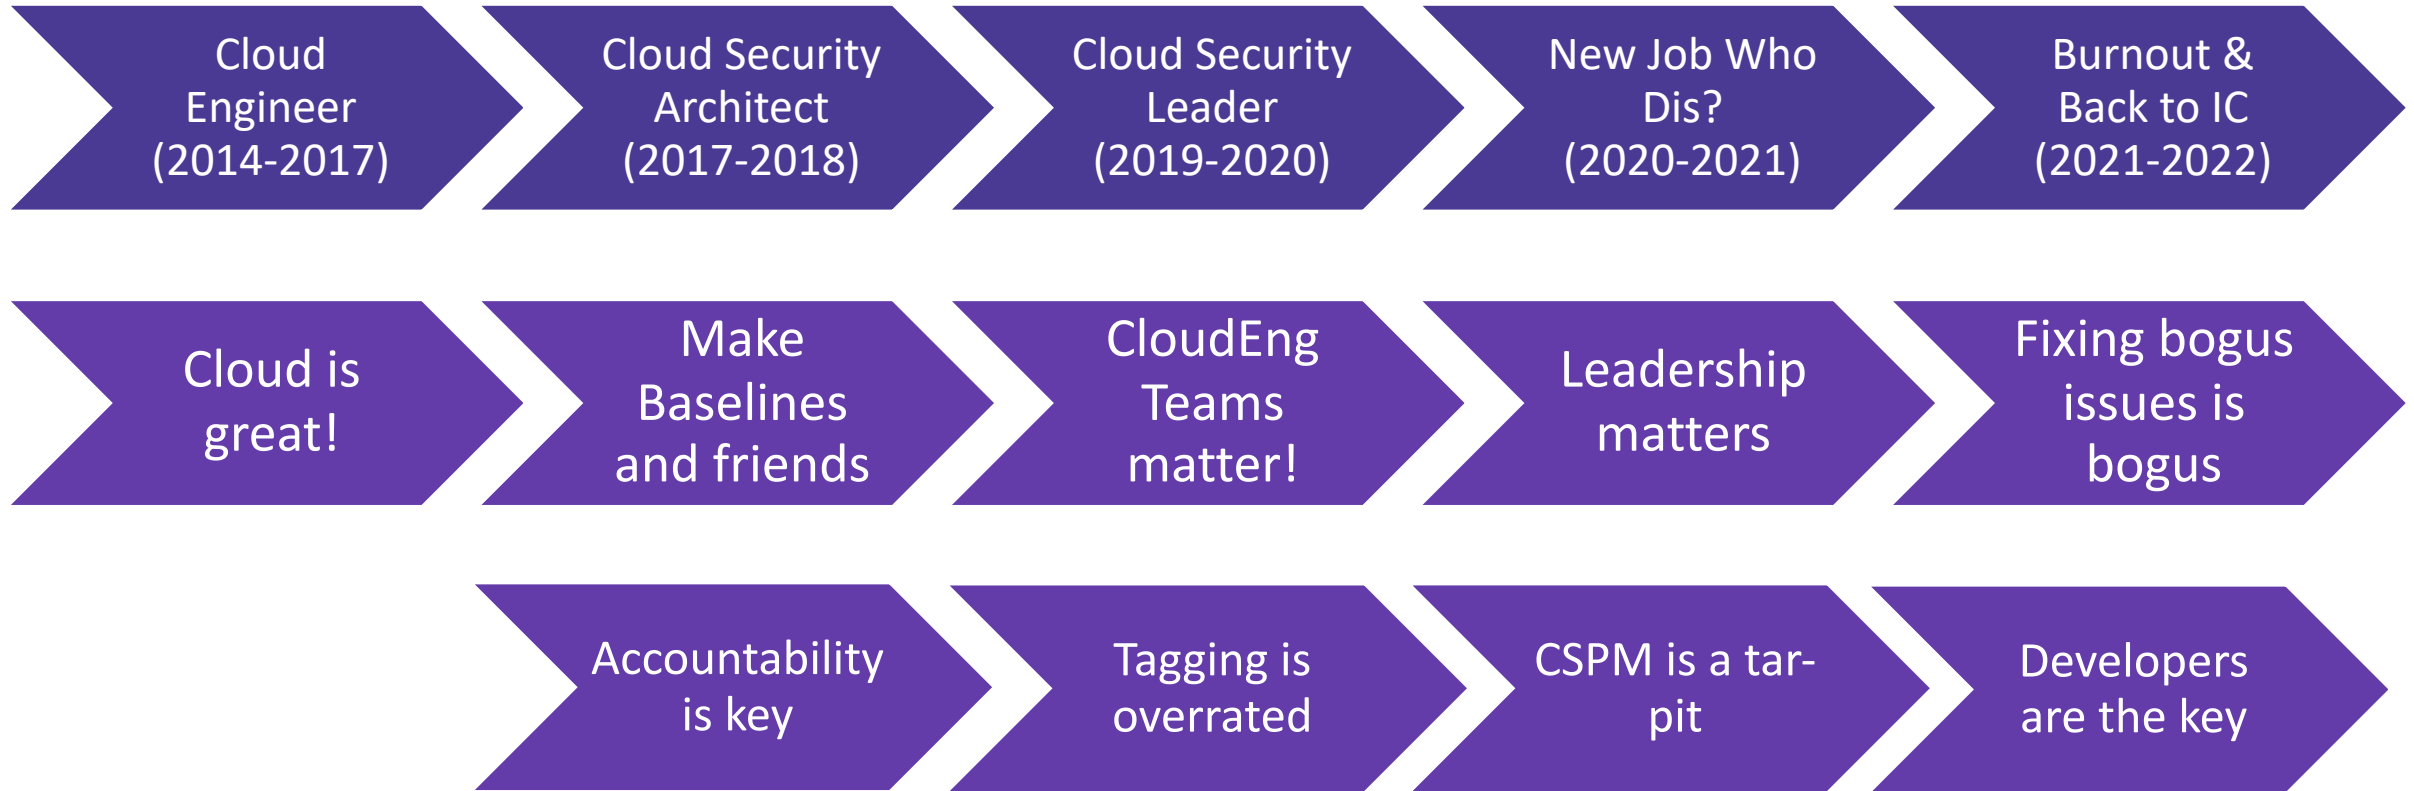 Cloud
Engineer
(2014-2017)
Cloud Security
Architect
(2017-2018)
Cloud Security
Leader
(2019-2020)
New Job Who
Dis?
(2020-2021)
Burnout &
Back to IC
(2021-2022)
Cloud is
great!
Make
Baselines
and friends
CloudEng
Teams
matter!
Leadership
matters
Fixing bogus
issues is
bogus
Accountability
is key
Tagging is
overrated
CSPM is a tar-
pit
Developers
are the key